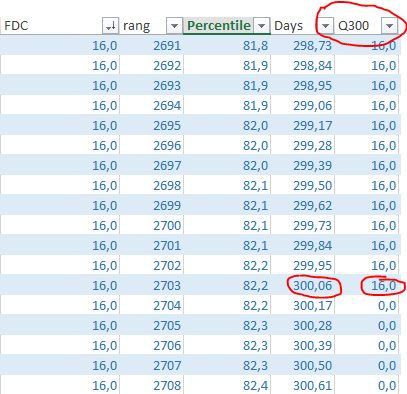 FDC rang Percentile Days Q300
16,0 2691 81,8 298,73 16,0
16,0 2692 81,9 298,84 16,0
16,0 2693 81,9 298,95 16,0
16,0 2694 81,9 299,06 16,0
16,0 2695 82,0 299,17 16,0
16,0 2696 82,0 299,28 16,0
16,0 2697 82,0 299,39 16,0
16,0 2698 82,1 299,50 16,0
16,0 2699 82,1 299,62 16,0
16,0 2700 82,1 299,73 16,0
16,0 2701 82,1 299,84 16,0
16,0 2702 82,2 299,95 16,0
16,0 2703 82,2 300,06 16,0
16,0 2704 82,2 300,17 0,0
16,0 2705 82,3 300,28 0,0
16,0 2706 82,3 300,39 0,0
16,0 2707 82,3 300,50 0,0
16,0 2708 82,4 300,61 0,0